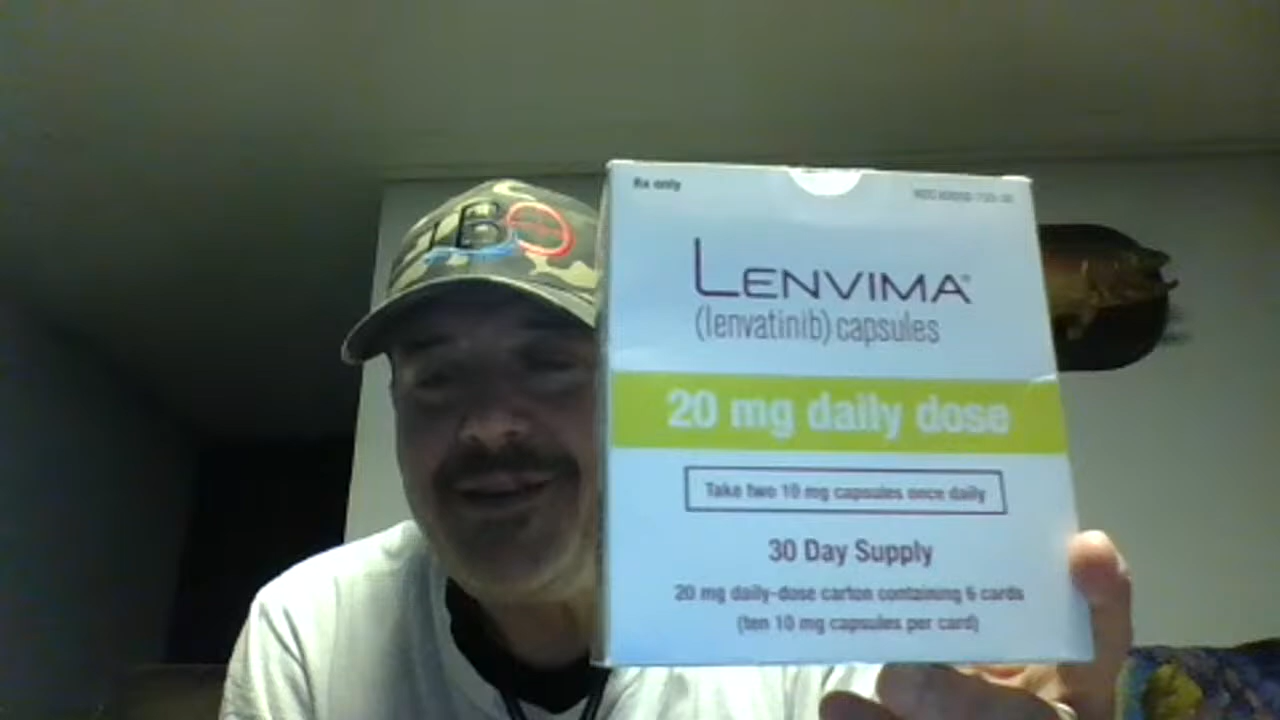 Rx only
LENVIMA®
(lenvatinib) capsules
20 mg daily dose
Take two 10 mg capsules once daily
30 Day Supply
20 mg daily-dose carton containing 6 cards
(ten 10 mg capsules per card)